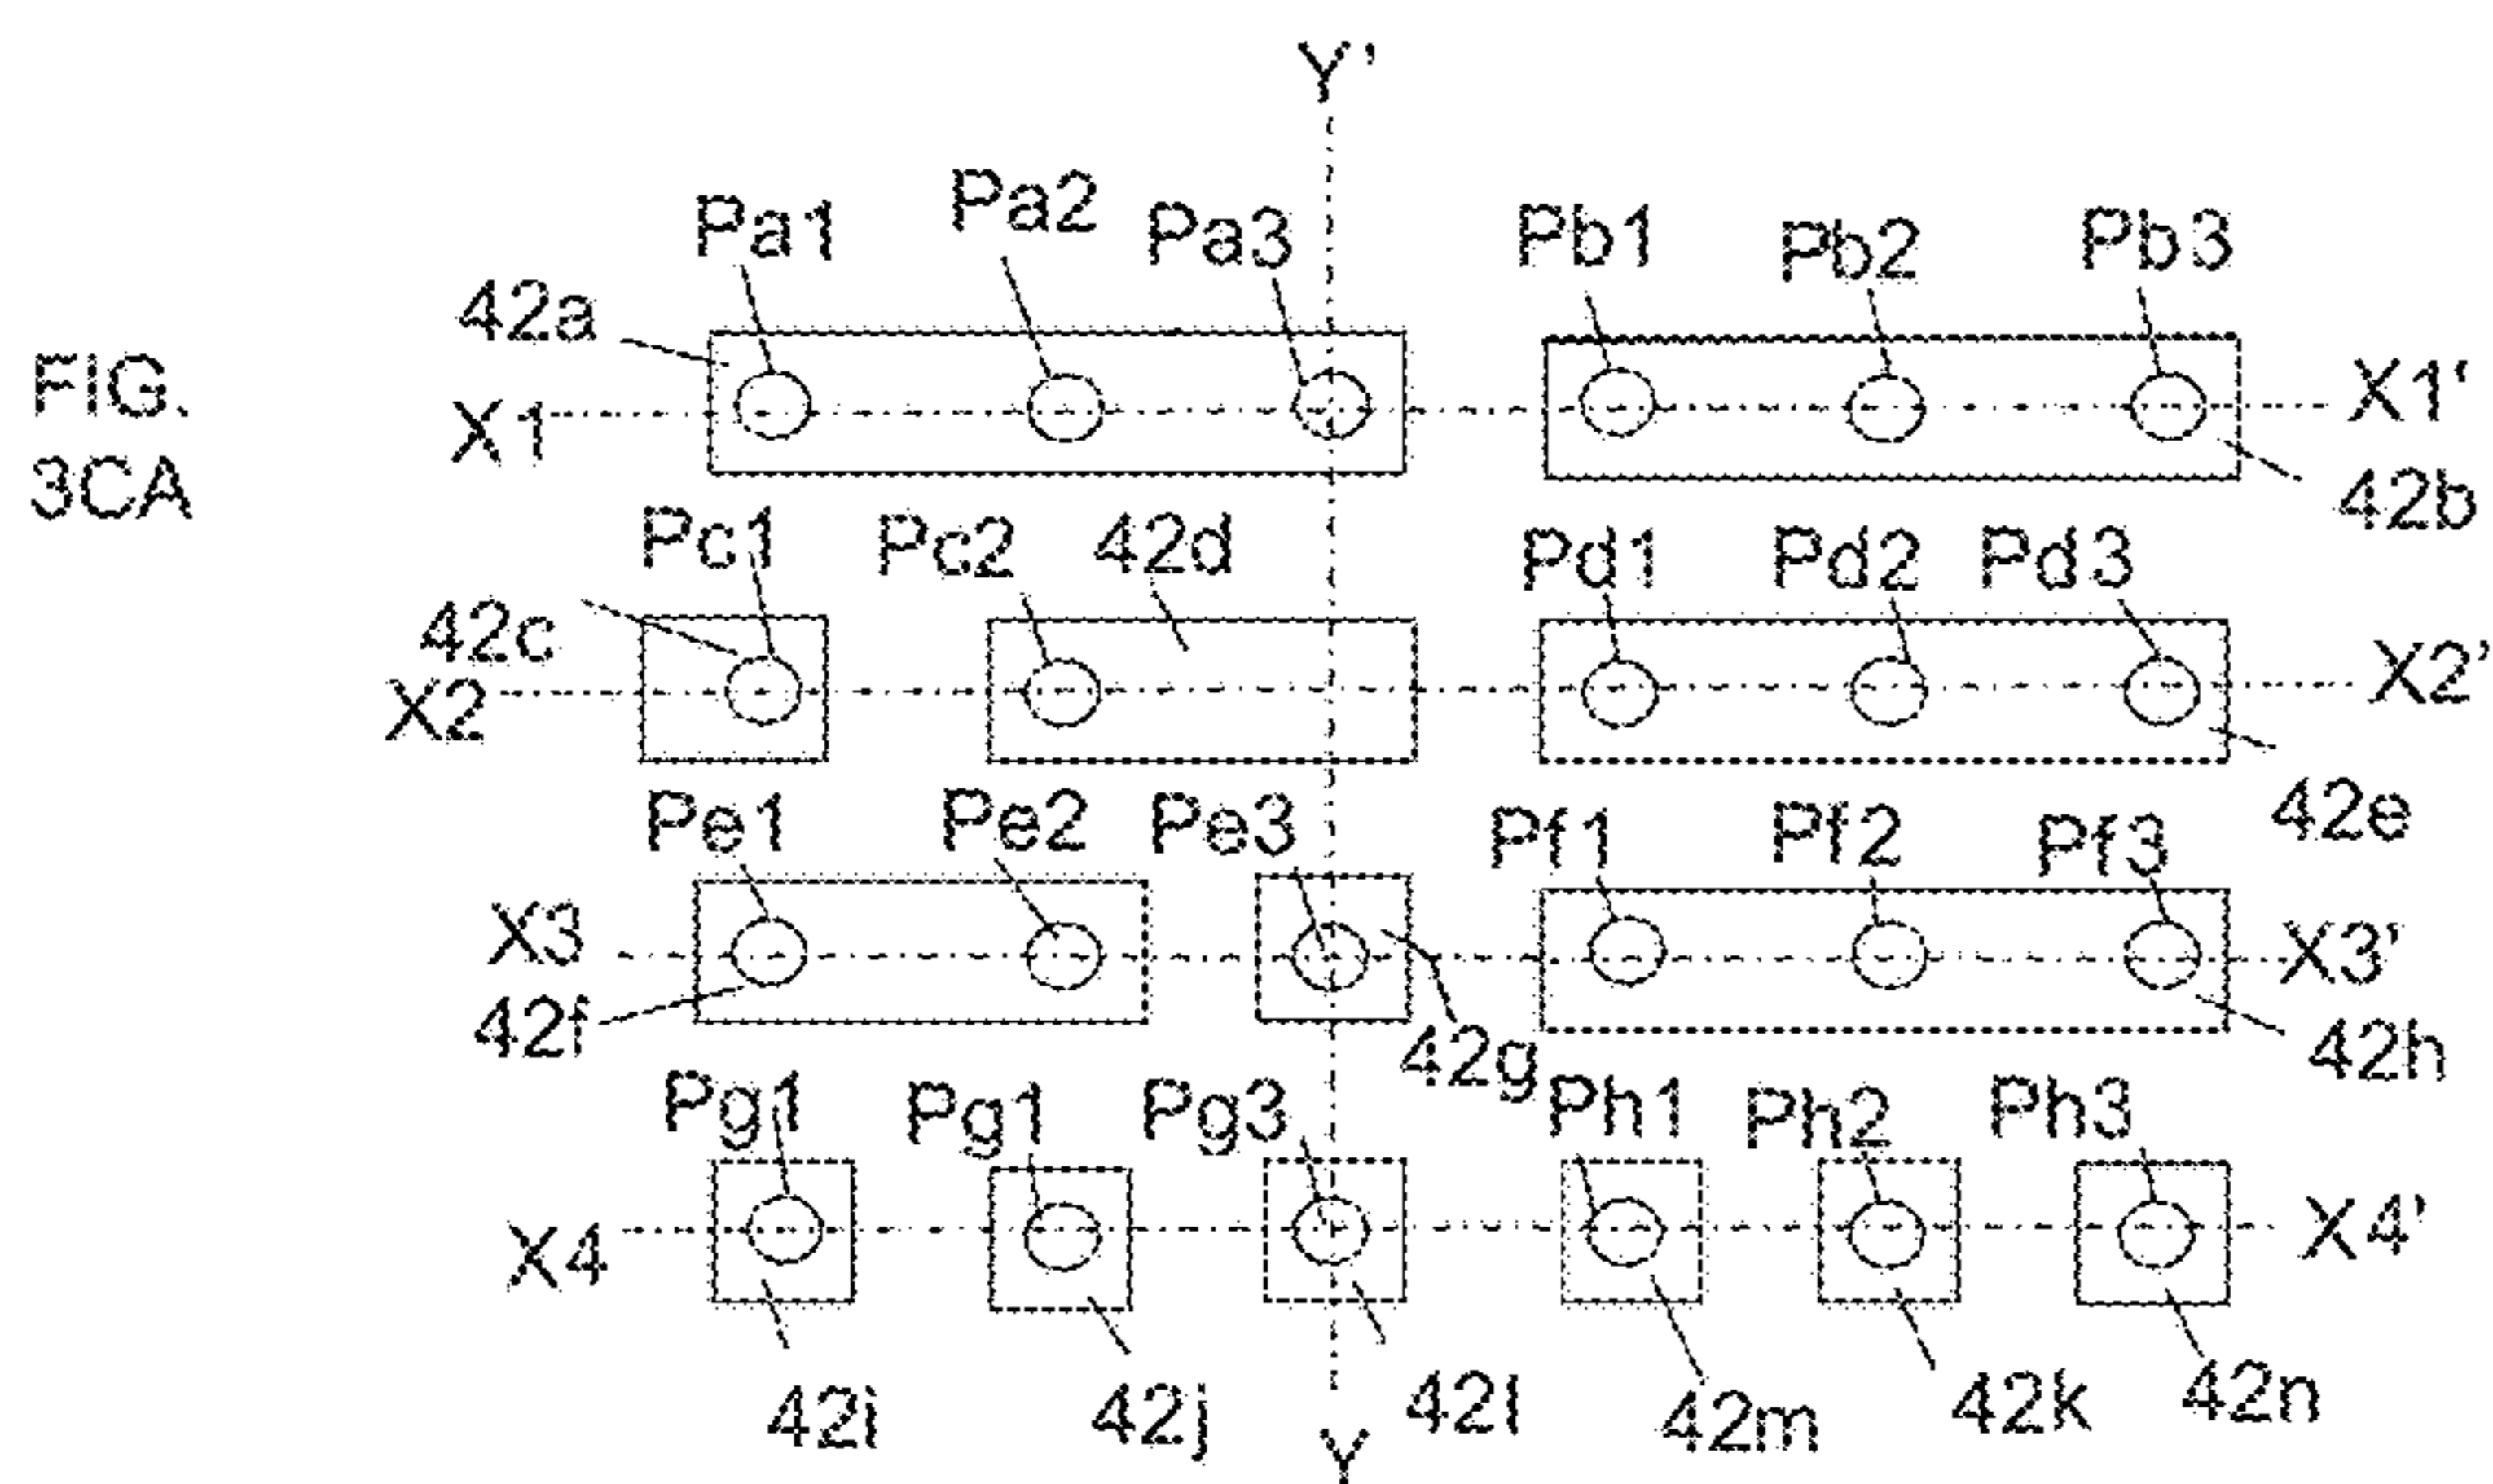 Y'
Pa1 Pa2 Pa3 Pb1 Pb2 Pb3
42a
FIG.
3CA
X1 X1'
42b
Pc1 Pc2 42d Pd1 Pd2 Pd3
42c
X2 X2'
42e
Pe1 Pe2 Pe3 Pf1 Pf2 Pf3
X3 X3'
42f 42g 42h
Pg1 Pg1 Pg3 Ph1 Ph2 Ph3
X4 X4'
42i 42j 42l 42m 42k 42n
Y